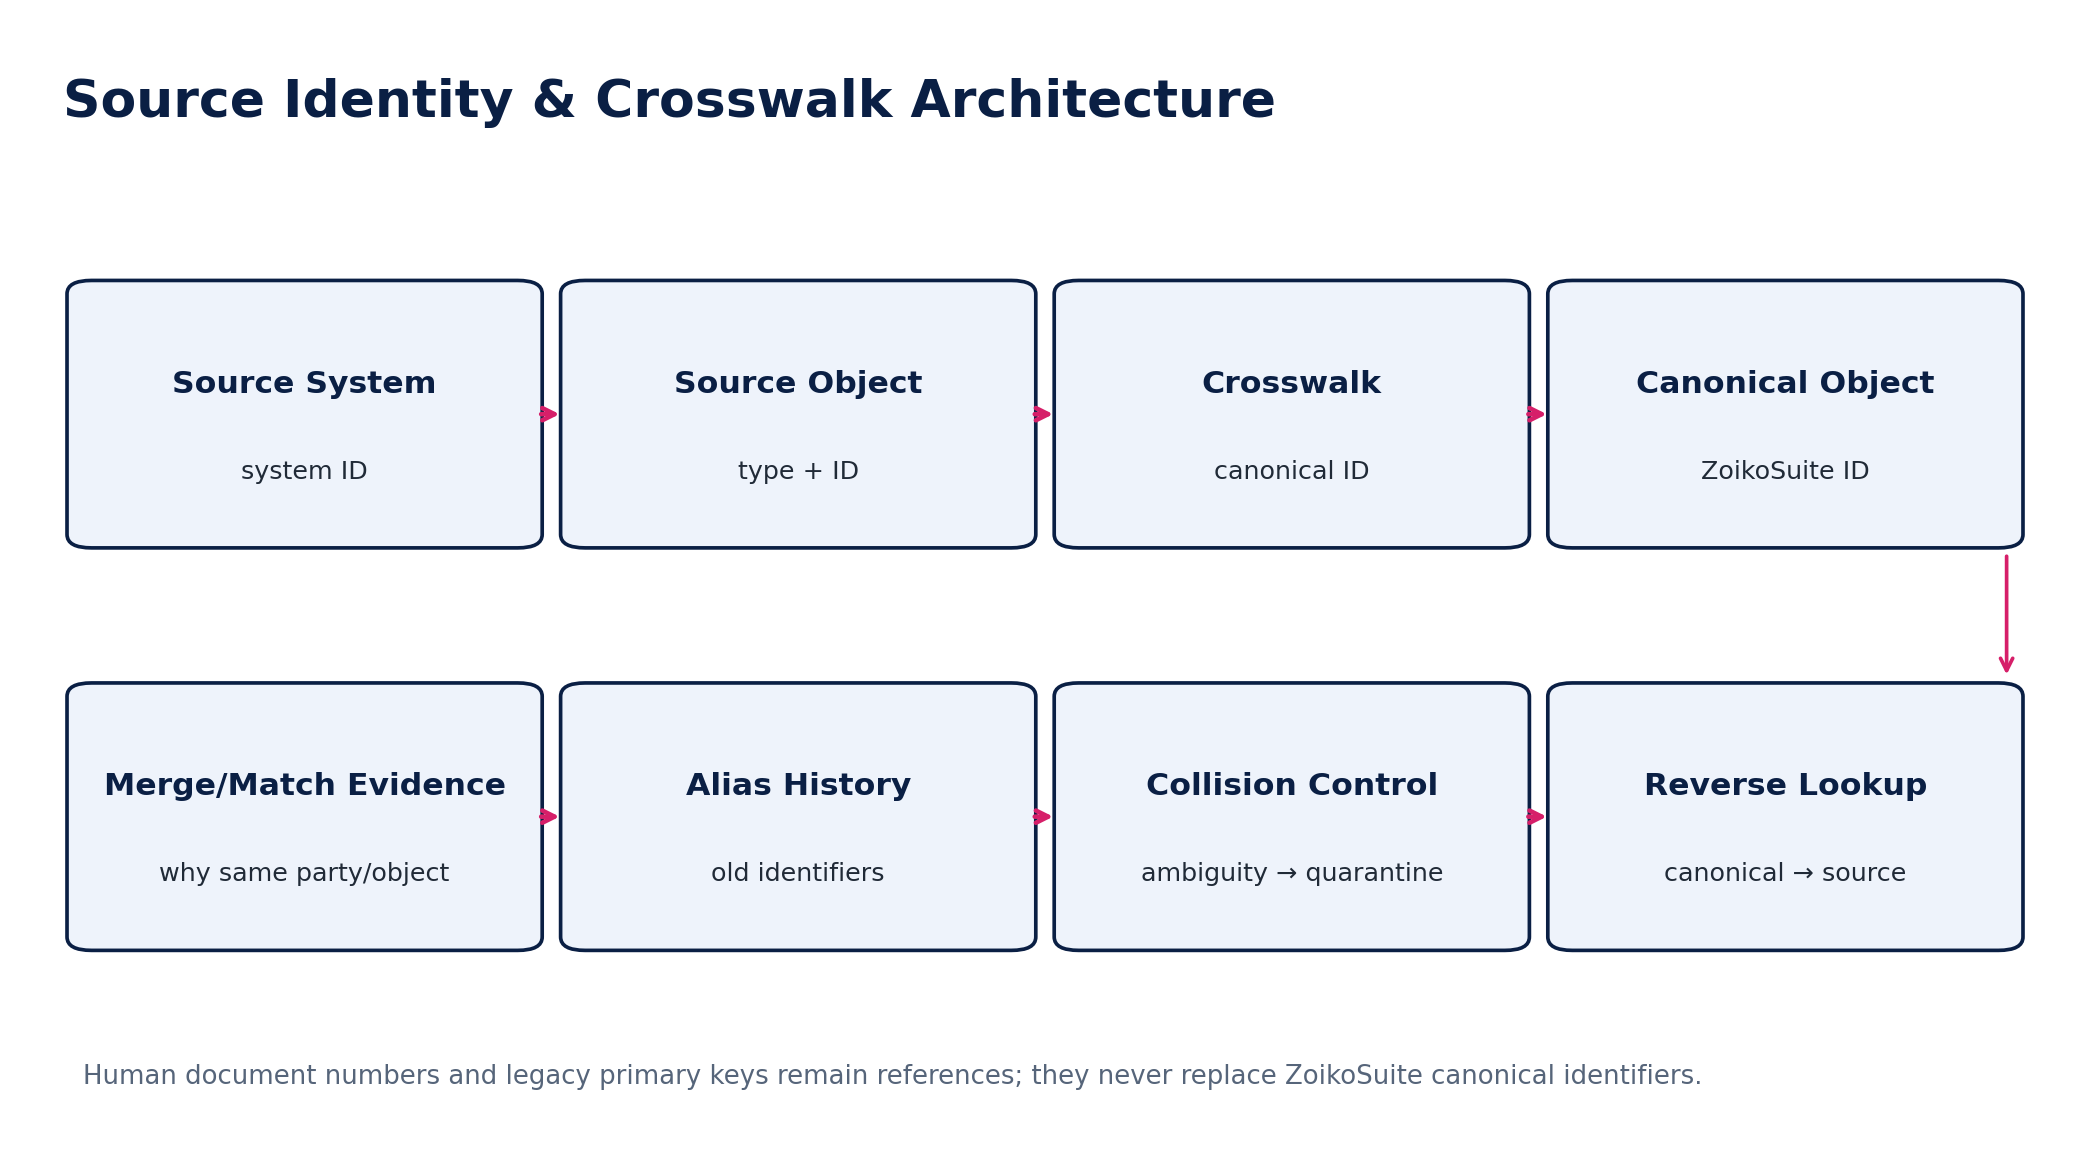 Source Identity & Crosswalk Architecture
Source System
system ID
Source Object
type + ID
Crosswalk
canonical ID
Canonical Object
ZoikoSuite ID
Merge/Match Evidence
why same party/object
Alias History
old identifiers
Collision Control
ambiguity → quarantine
Reverse Lookup
canonical → source
Human document numbers and legacy primary keys remain references; they never replace ZoikoSuite canonical identifiers.